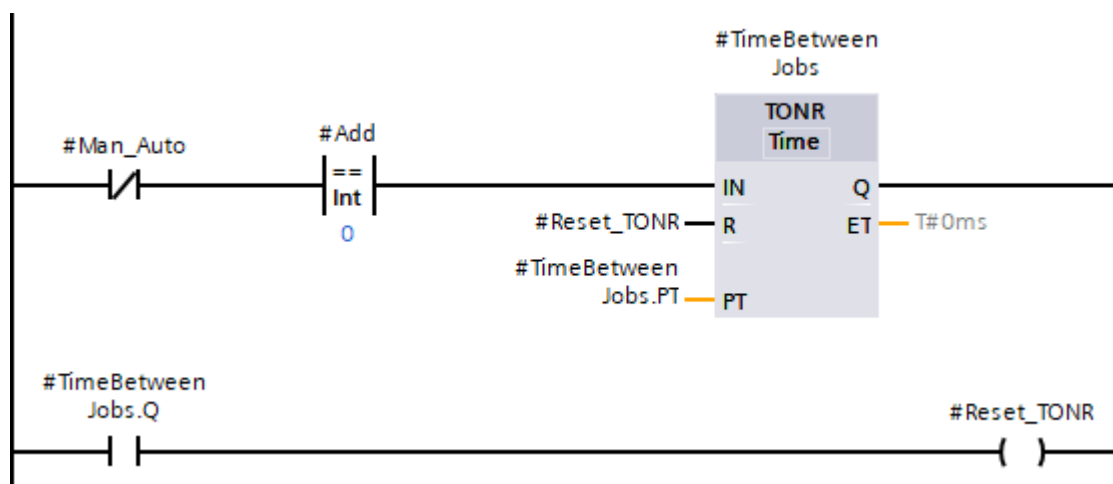 #TimeBetween
Jobs
TONR
Time
#Man_Auto
#Add
==
Int
0
IN
Q
#Reset_TONR
R
ET
T#0ms
#TimeBetween
Jobs.PT
PT
#TimeBetween
Jobs.Q
#Reset_TONR